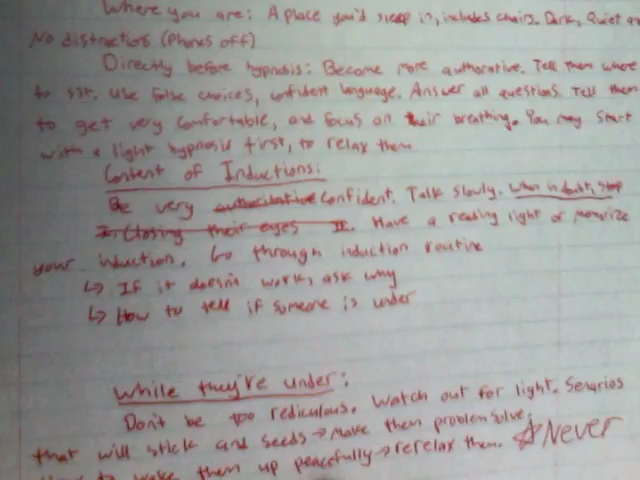 Where you are: A place you'd sleep in, includes chairs. Dark, Quiet an
No distractions (Phones off)
Directly before hypnosis: Become more authorative. Tell them where
to sit. Use false choices, confident language. Answer all questions. Tell them
to get very comfortable, and focus on their breathing. You may start
with a light hypnosis first, to relax them
Content of Inductions:
Be very authoritative confident. Talk slowly. When in doubt, stop
I. Closing their eyes II. Have a reading light or memorize
your induction. Go through induction routine
↳ If it doesn't work, ask why
↳ How to tell if someone is under
While they're under:
Don't be too rediculous. Watch out for light. Senarios
that will stick and seeds → Make them problem solve.
to wake them up peacefully → rerelax them. ☆Never